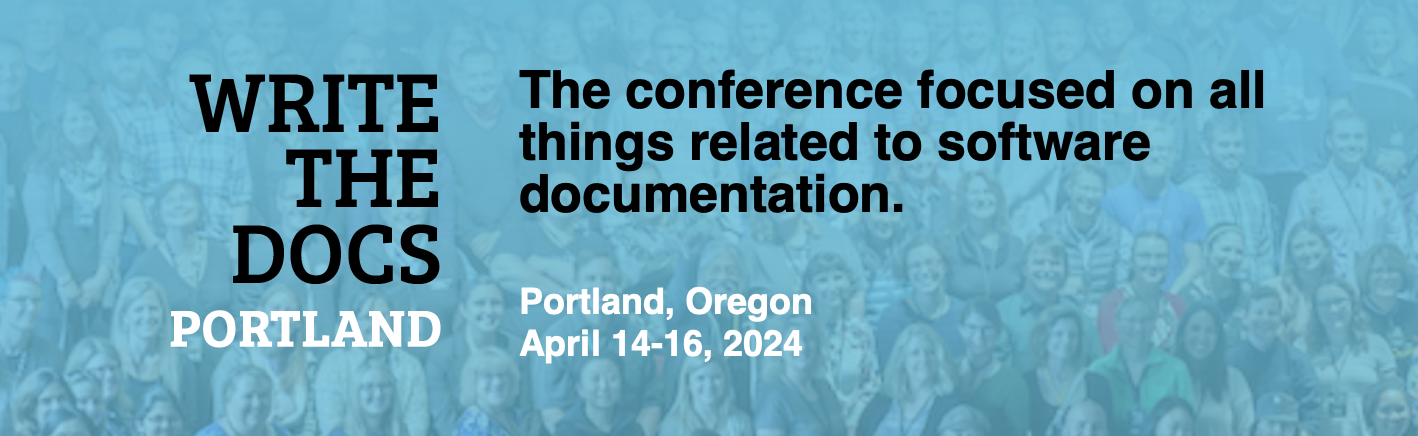 WRITE
THE
DOCS
PORTLAND
The conference focused on all
things related to software
documentation.
Portland, Oregon
April 14-16, 2024